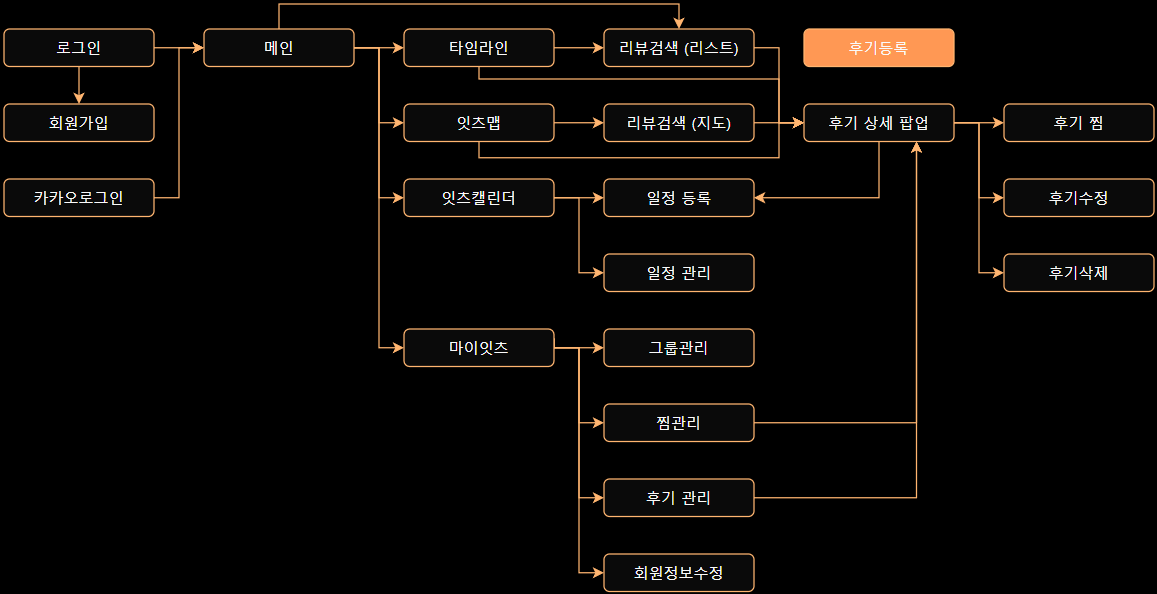 로그인
메인
타임라인
리뷰검색 (리스트)
후기등록
회원가입
잇츠맵
리뷰검색 (지도)
후기 상세 팝업
후기 찜
카카오로그인
잇츠캘린더
일정 등록
후기수정
일정 관리
후기삭제
마이잇츠
그룹관리
찜관리
후기 관리
회원정보수정